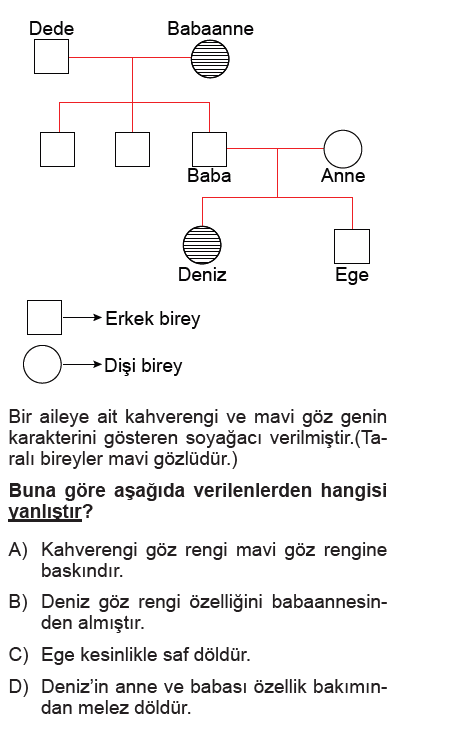 Dede
Babaanne
Baba
Anne
Deniz
Ege
Erkek birey
Dişi birey
Bir aileye ait kahverengi ve mavi göz genin
karakterini gösteren soyağacı verilmiştir.(Ta-
ralı bireyler mavi gözlüdür.)
Buna göre aşağıda verilenlerden hangisi
yanlıştır?
A) Kahverengi göz rengi mavi göz rengine
baskındır.
B) Deniz göz rengi özelliğini babaannesin-
den almıştır.
C) Ege kesinlikle saf döldür.
D) Deniz'in anne ve babası özellik bakımın-
dan melez döldür.